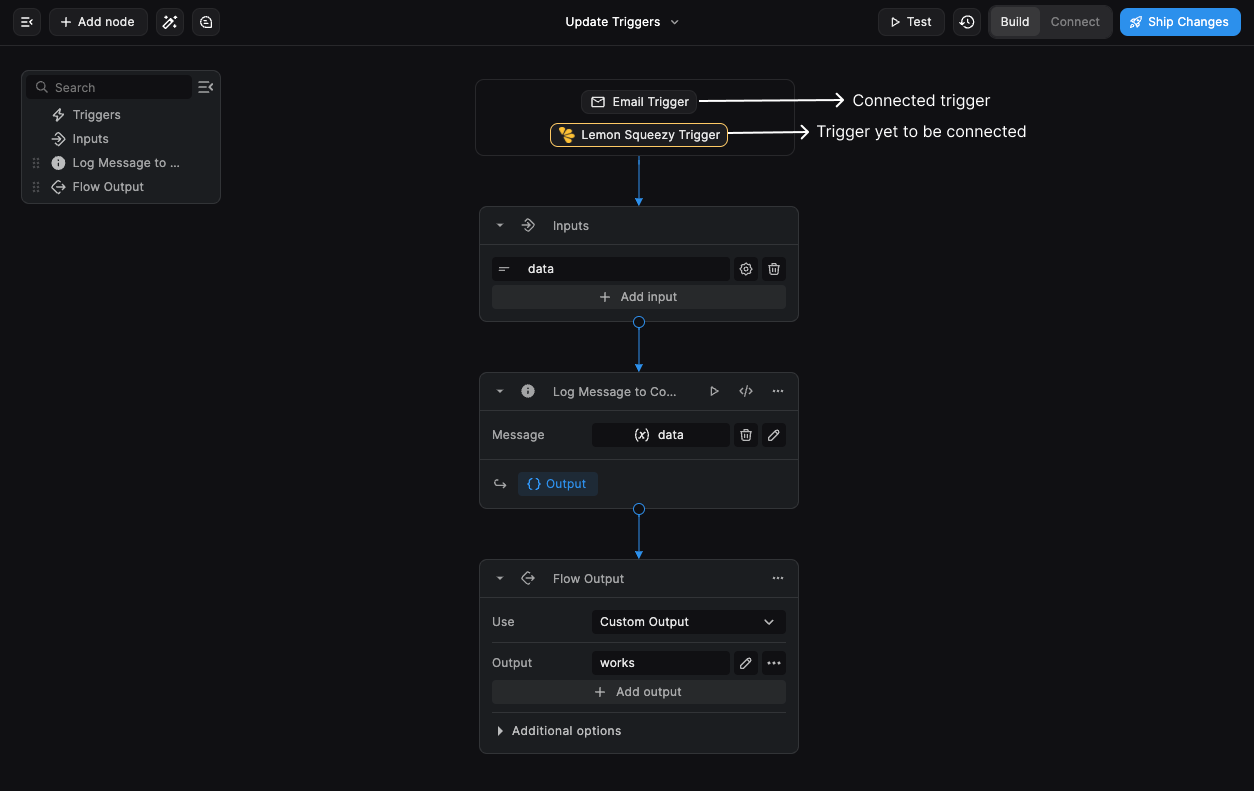 Add node
Update Triggers
Test
Build
Connect
Ship Changes
Search
Triggers
Inputs
Log Message to ...
Flow Output
Email Trigger
Connected trigger
Lemon Squeezy Trigger
Trigger yet to be connected
Inputs
data
Add input
Log Message to Co...
Message
(x) data
{} Output
Flow Output
Use
Custom Output
Output
works
Add output
Additional options